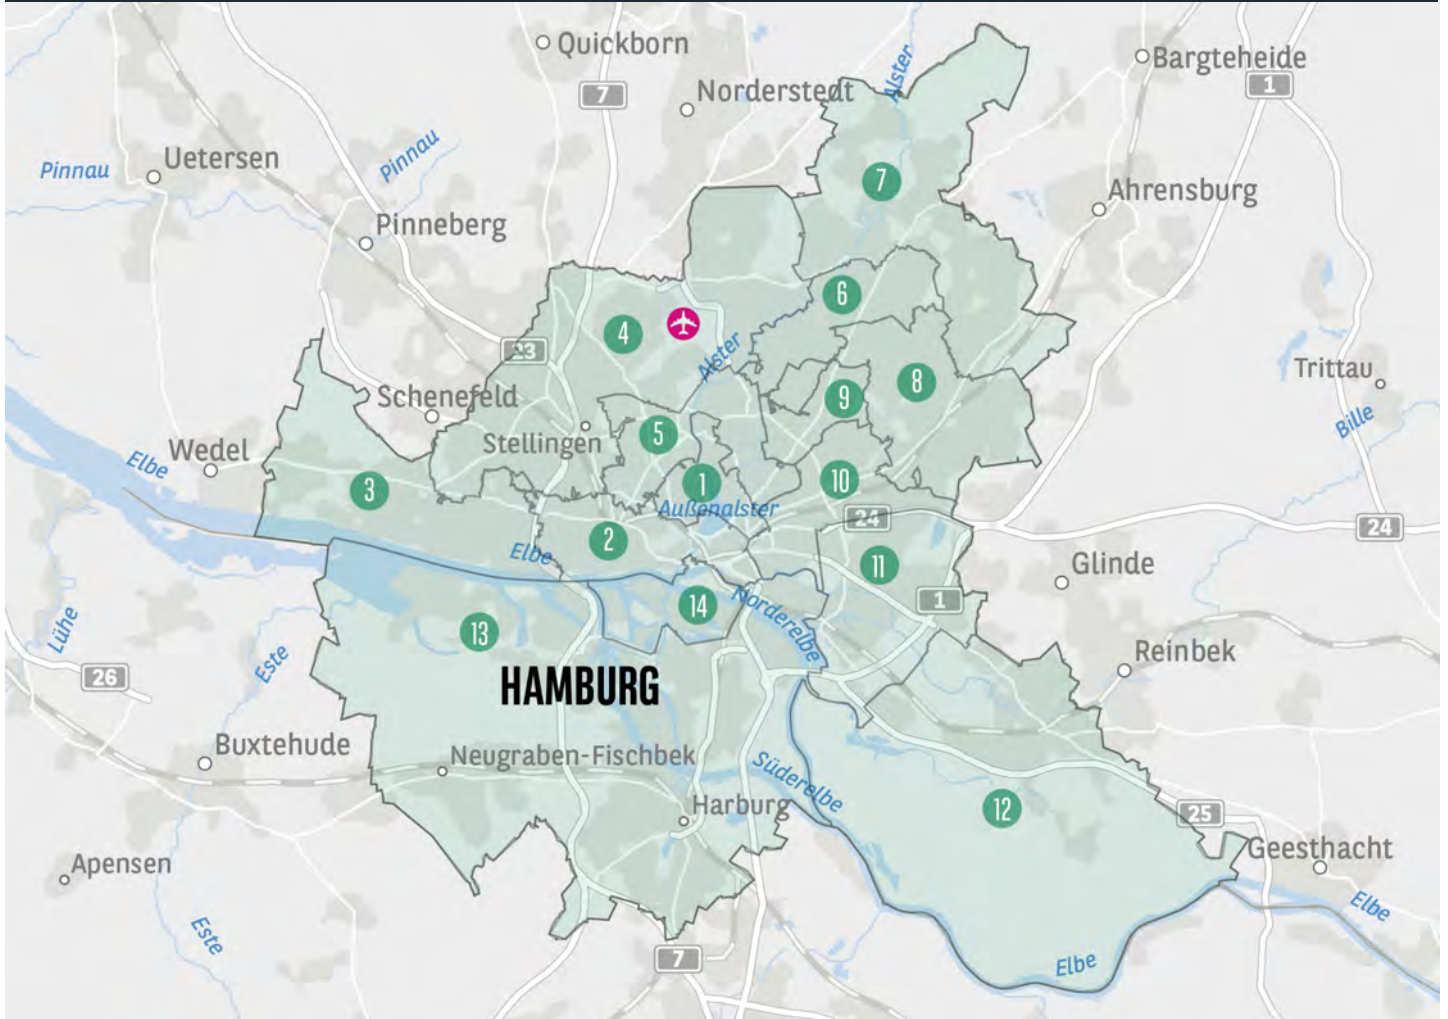 Quickborn
Bargteheide
Alster
1
7
Norderstedt
Pinnau
Uetersen
Pinnau
7
Ahrensburg
Pinneberg
6
4
Alster
23
Trittau
8
Schenefeld
9
Bille
5
Stellingen
Wedel
Elbe
3
1
10
Außenalster
24
24
2
Elbe
11
Glinde
Norderelbe
14
1
Lühe
13
Este
Reinbek
26
HAMBURG
Buxtehude
Neugraben-Fischbek
Süderelbe
Harburg
12
25
Geesthacht
Apensen
Elbe
Este
7
Elbe